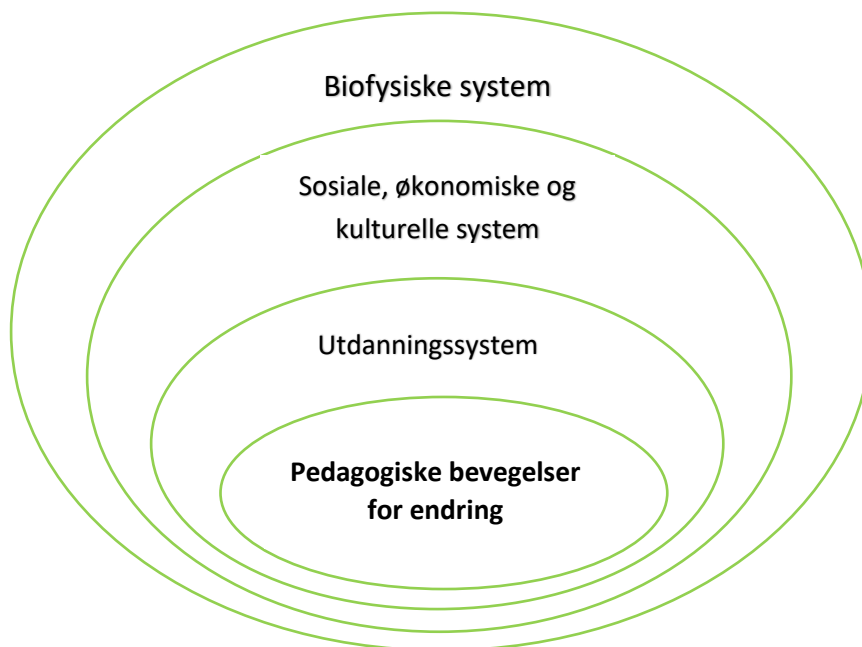 Biofysiske system
Sosiale, økonomiske og
kulturelle system
Utdanningssystem
Pedagogiske bevegelser
for endring